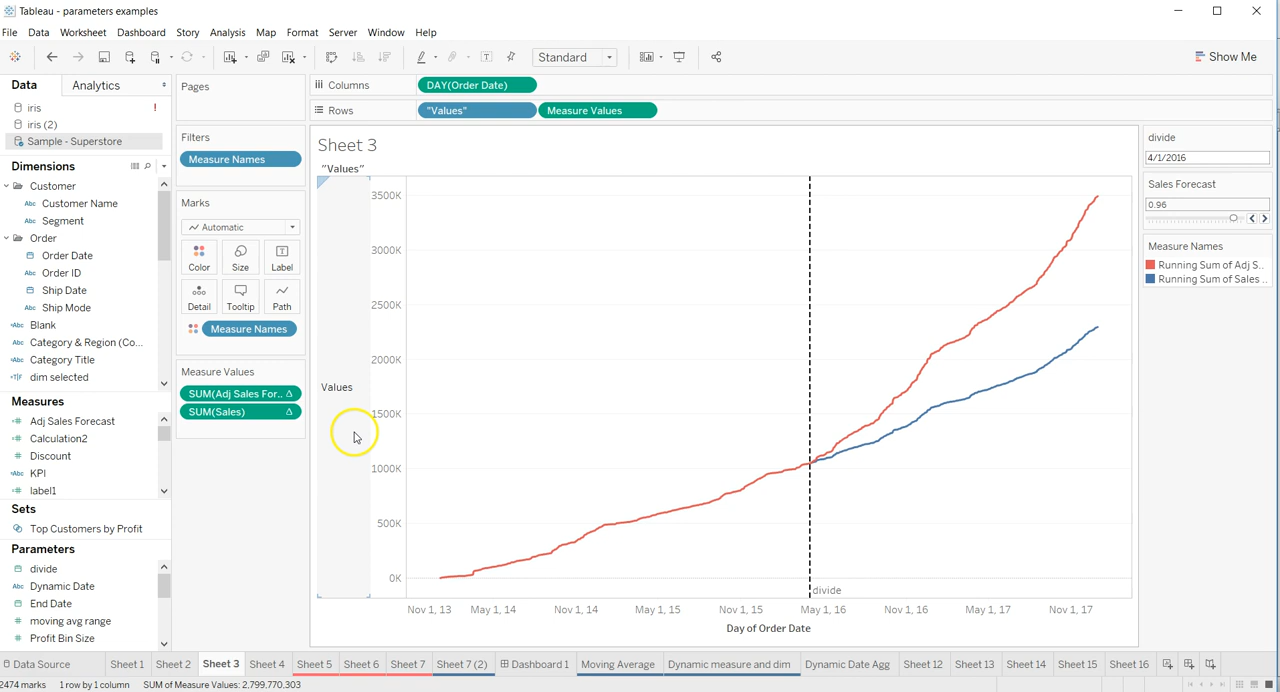 Tableau - parameters examples
File Data Worksheet Dashboard Story Analysis Map Format Server Window Help
Standard
Show Me
Data
Analytics
iris !
iris (2)
Sample - Superstore
Dimensions
Customer
Abc Customer Name
Abc Segment
Order
Order Date
Abc Order ID
Ship Date
Abc Ship Mode
=Abc Blank
Abc Category & Region (Co...
=Abc Category Title
=T|F dim selected
Measures
=# Adj Sales Forecast
=# Calculation2
# Discount
=Abc KPI
=# label1
Sets
Top Customers by Profit
Parameters
divide
Abc Dynamic Date
End Date
# moving avg range
# Profit Bin Size
Pages
Filters
Measure Names
Marks
Automatic
Color Size Label
Detail Tooltip Path
Measure Names
Measure Values
SUM(Adj Sales For.. Δ
SUM(Sales) Δ
Columns DAY(Order Date)
Rows "Values" Measure Values
Sheet 3
"Values"
Values
3500K
3000K
2500K
2000K
1500K
1000K
500K
0K
divide
Nov 1, 13 May 1, 14 Nov 1, 14 May 1, 15 Nov 1, 15 May 1, 16 Nov 1, 16 May 1, 17 Nov 1, 17
Day of Order Date
divide
4/1/2016
Sales Forecast
0.96
Measure Names
Running Sum of Adj S..
Running Sum of Sales ..
Data Source Sheet 1 Sheet 2 Sheet 3 Sheet 4 Sheet 5 Sheet 6 Sheet 7 Sheet 7 (2) Dashboard 1 Moving Average Dynamic measure and dim Dynamic Date Agg Sheet 12 Sheet 13 Sheet 14 Sheet 15 Sheet 16
2474 marks 1 row by 1 column SUM of Measure Values: 2,799,770,303